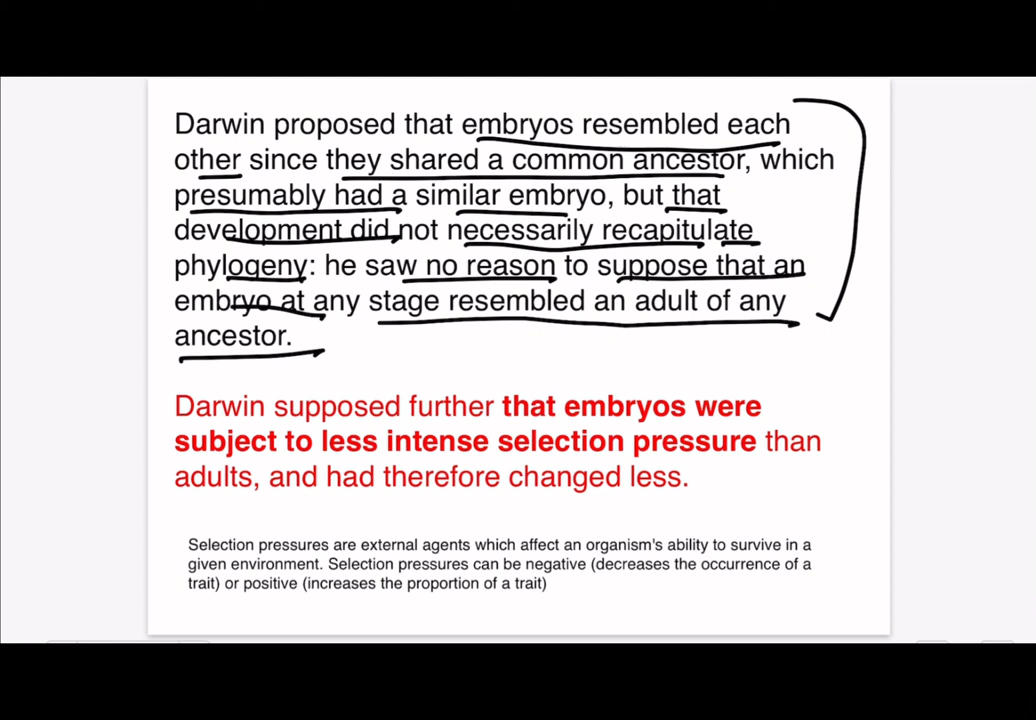 Darwin proposed that embryos resembled each
other since they shared a common ancestor, which
presumably had a similar embryo, but that
development did not necessarily recapitulate
phylogeny: he saw no reason to suppose that an
embryo at any stage resembled an adult of any
ancestor.
Darwin supposed further that embryos were
subject to less intense selection pressure than
adults, and had therefore changed less.
Selection pressures are external agents which affect an organism's ability to survive in a
given environment. Selection pressures can be negative (decreases the occurrence of a
trait) or positive (increases the proportion of a trait)